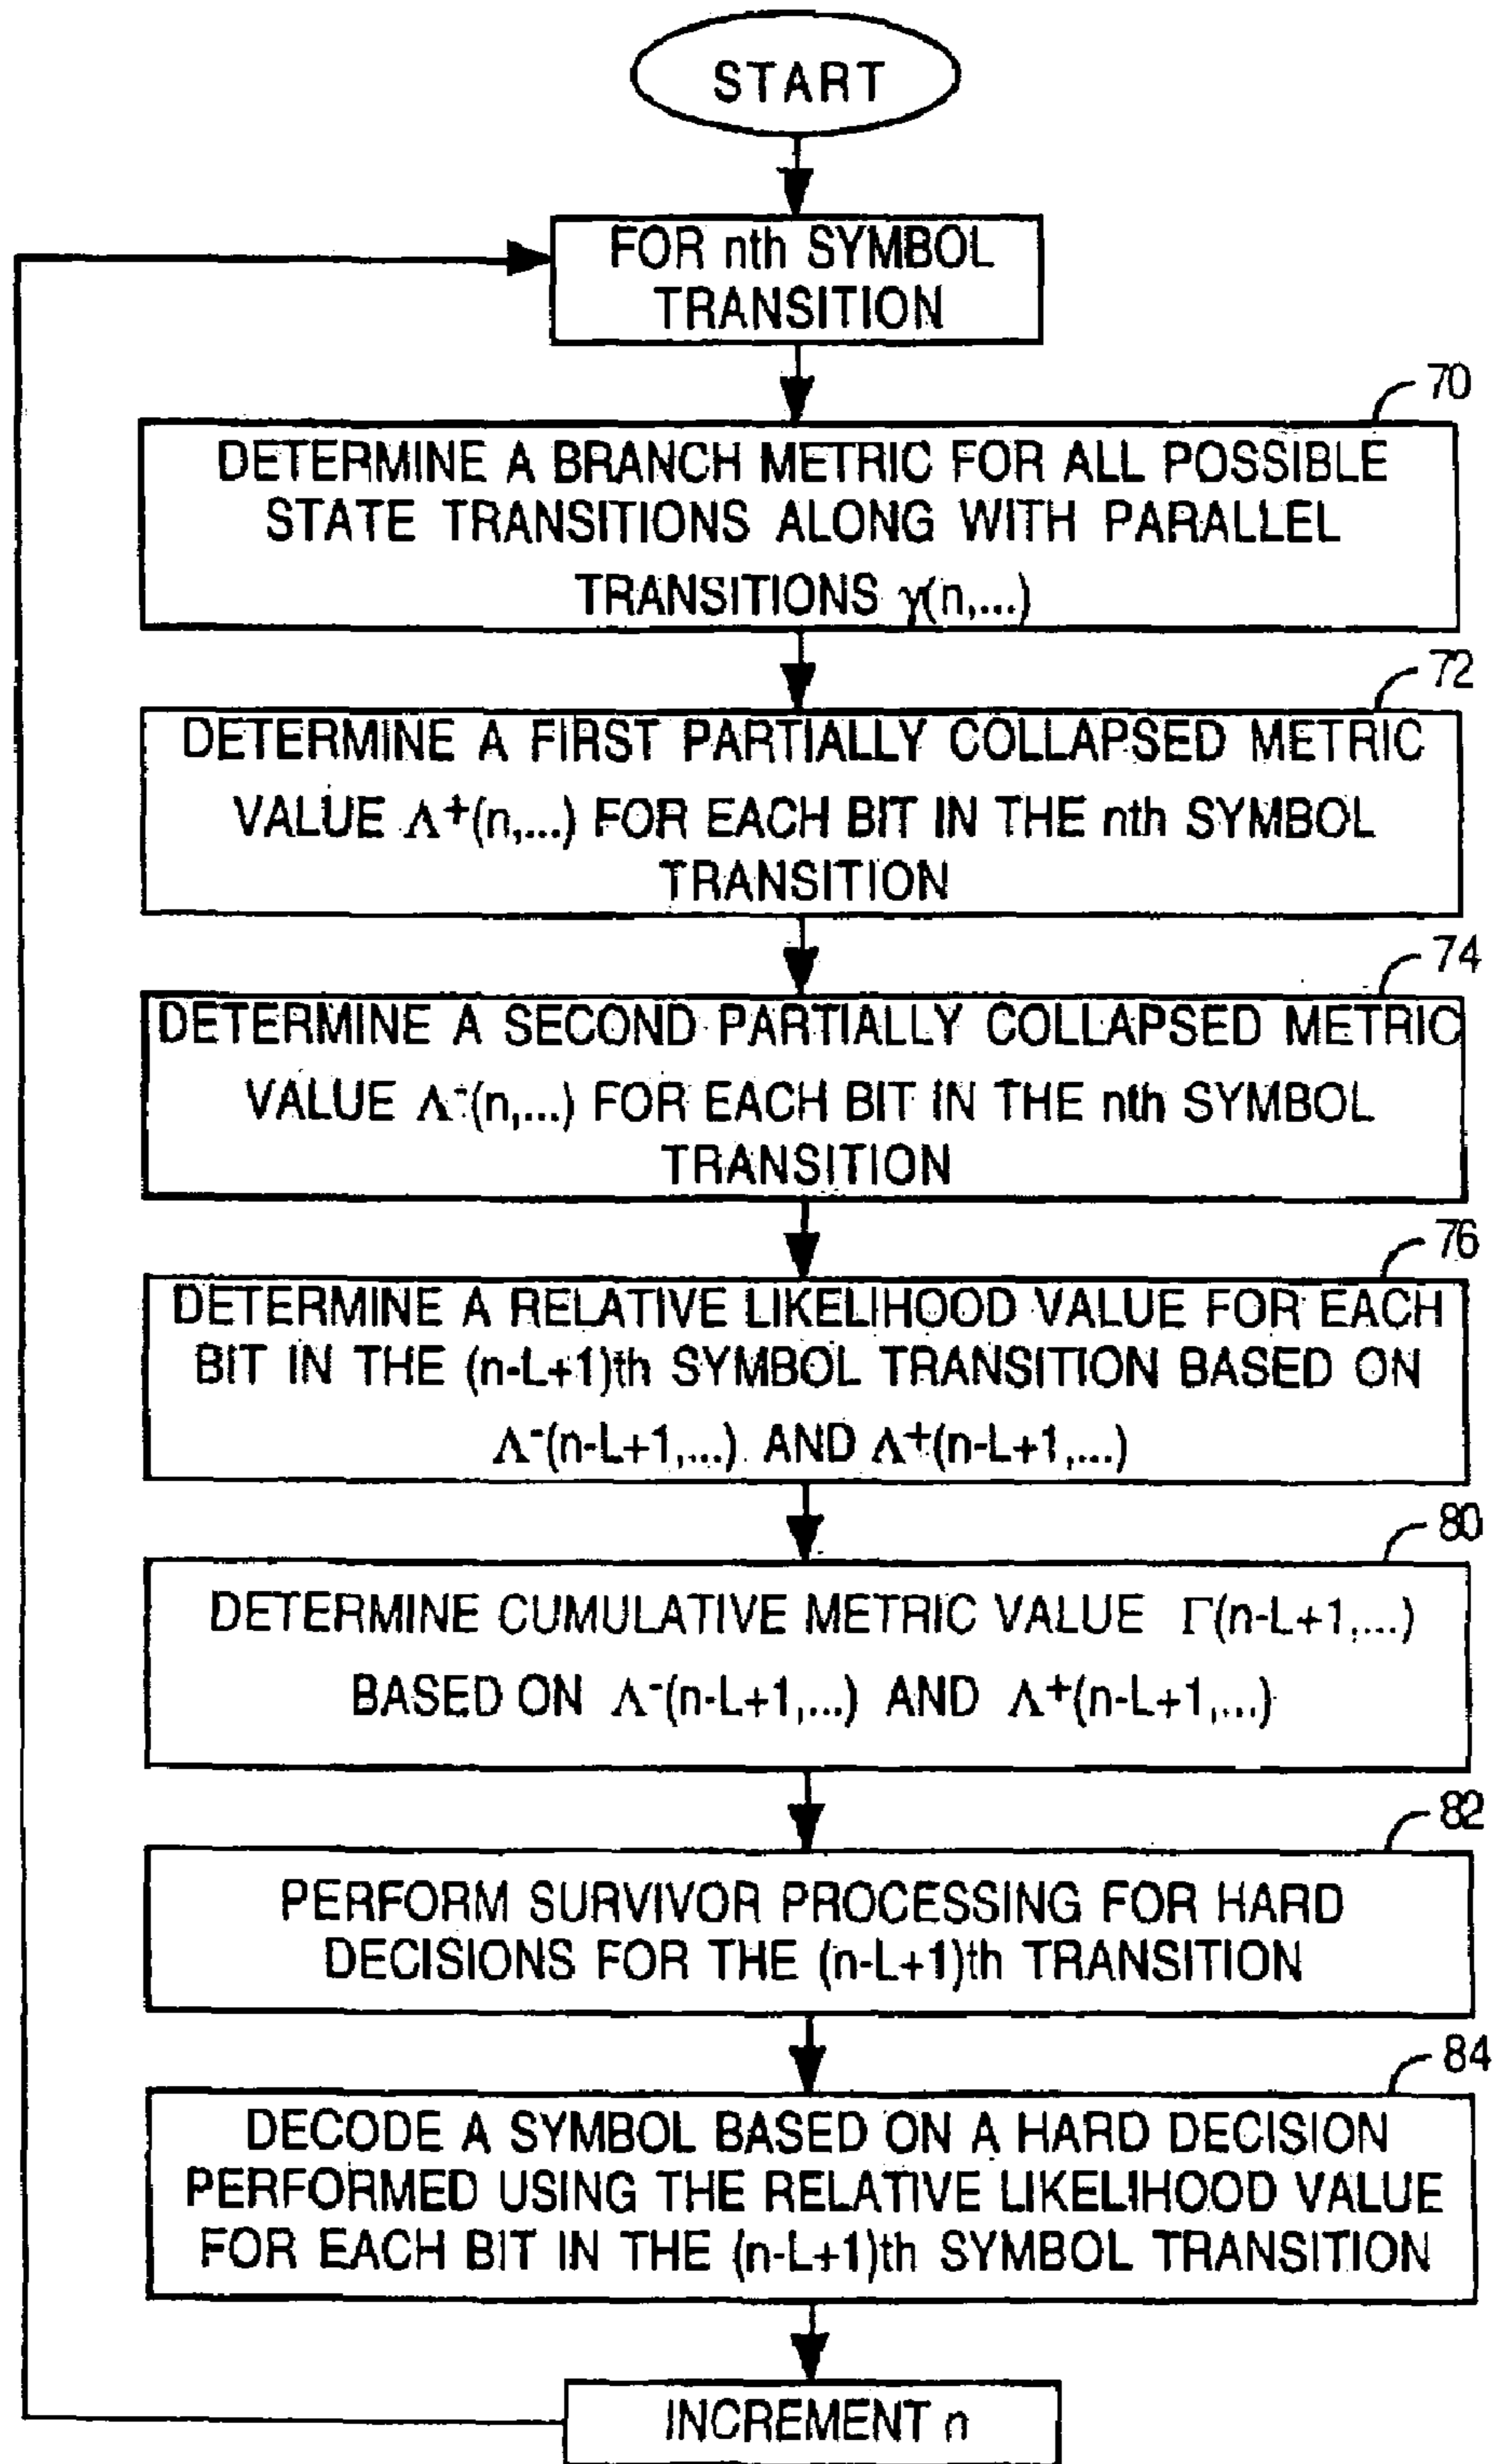 START
FOR nth SYMBOL
TRANSITION
70
DETERMINE A BRANCH METRIC FOR ALL POSSIBLE
STATE TRANSITIONS ALONG WITH PARALLEL
TRANSITIONS γ(n,...)
72
DETERMINE A FIRST PARTIALLY COLLAPSED METRIC
VALUE Λ⁺(n,...) FOR EACH BIT IN THE nth SYMBOL
TRANSITION
74
DETERMINE A SECOND PARTIALLY COLLAPSED METRIC
VALUE Λ⁻(n,...) FOR EACH BIT IN THE nth SYMBOL
TRANSITION
76
DETERMINE A RELATIVE LIKELIHOOD VALUE FOR EACH
BIT IN THE (n-L+1)th SYMBOL TRANSITION BASED ON
Λ⁻(n-L+1,...) AND Λ⁺(n-L+1,...)
80
DETERMINE CUMULATIVE METRIC VALUE Γ(n-L+1,...)
BASED ON Λ⁻(n-L+1,...) AND Λ⁺(n-L+1,...)
82
PERFORM SURVIVOR PROCESSING FOR HARD
DECISIONS FOR THE (n-L+1)th TRANSITION
84
DECODE A SYMBOL BASED ON A HARD DECISION
PERFORMED USING THE RELATIVE LIKELIHOOD VALUE
FOR EACH BIT IN THE (n-L+1)th SYMBOL TRANSITION
INCREMENT n